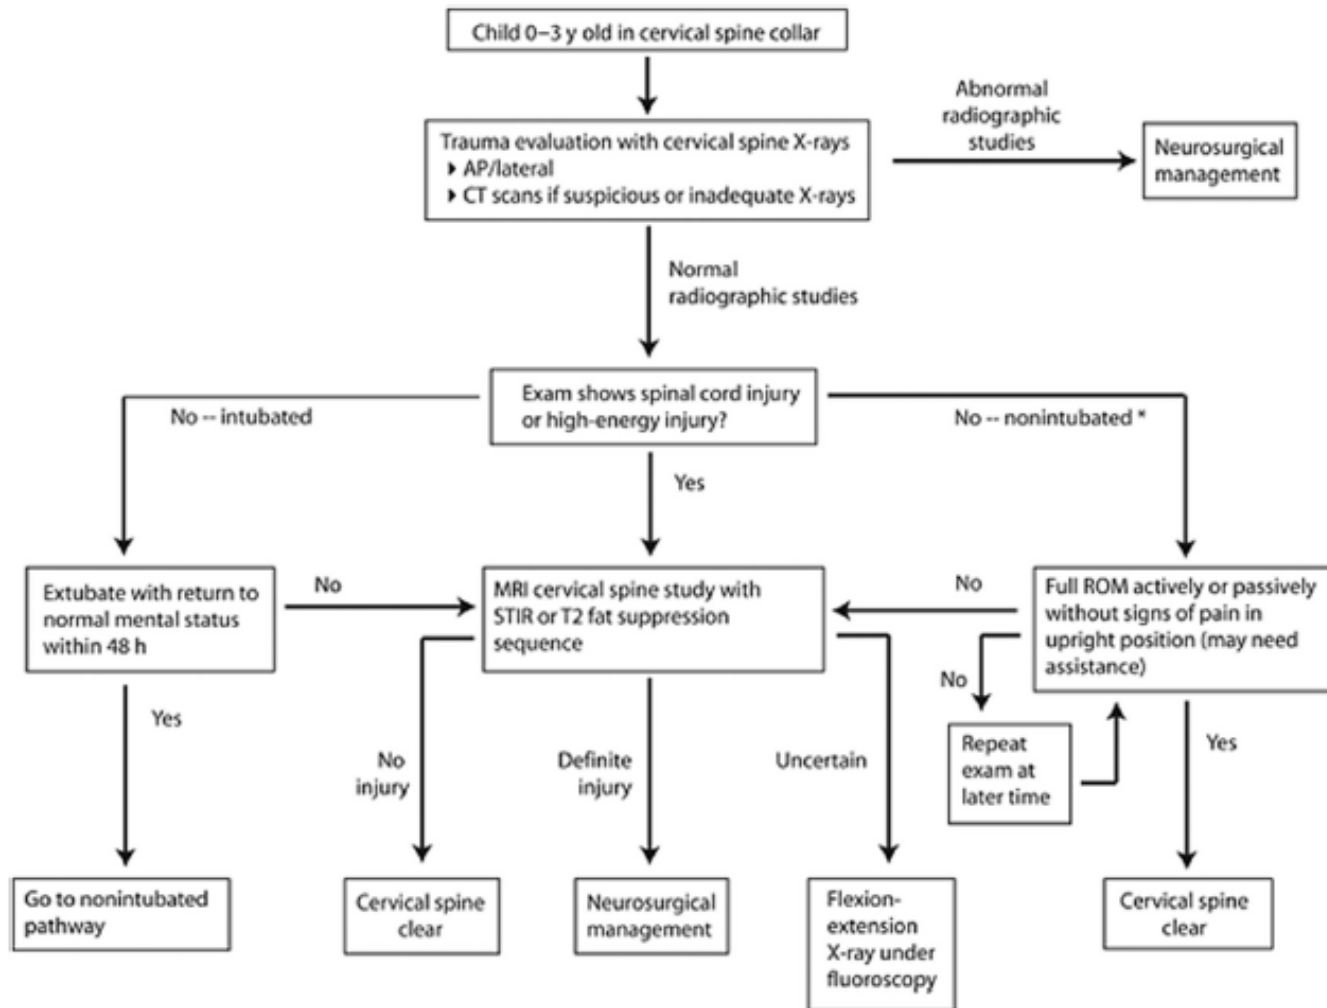 Child 0–3 y old in cervical spine collar
Trauma evaluation with cervical spine X-rays
▸ AP/lateral
▸ CT scans if suspicious or inadequate X-rays
Abnormal
radiographic
studies
Neurosurgical
management
Normal
radiographic studies
Exam shows spinal cord injury
or high-energy injury?
No -- intubated
No -- nonintubated *
Yes
Extubate with return to
normal mental status
within 48 h
No
MRI cervical spine study with
STIR or T2 fat suppression
sequence
No
Full ROM actively or passively
without signs of pain in
upright position (may need
assistance)
No
Repeat
exam at
later time
Yes
No
injury
Definite
injury
Uncertain
Yes
Go to nonintubated
pathway
Cervical spine
clear
Neurosurgical
management
Flexion-
extension
X-ray under
fluoroscopy
Cervical spine
clear